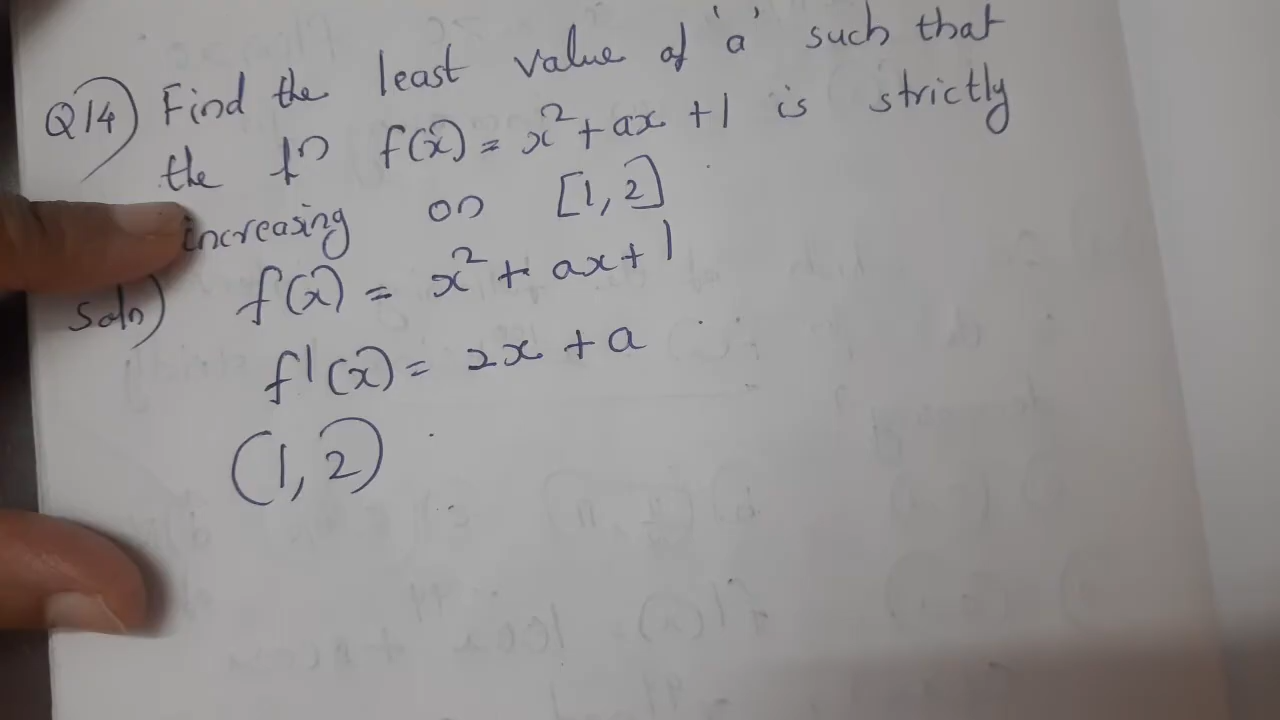 Q14) Find the least value of 'a' such that
the fn f(x) = x² + ax + 1 is strictly
increasing on [1, 2]
Soln) f(x) = x² + ax + 1
f'(x) = 2x + a
(1, 2)